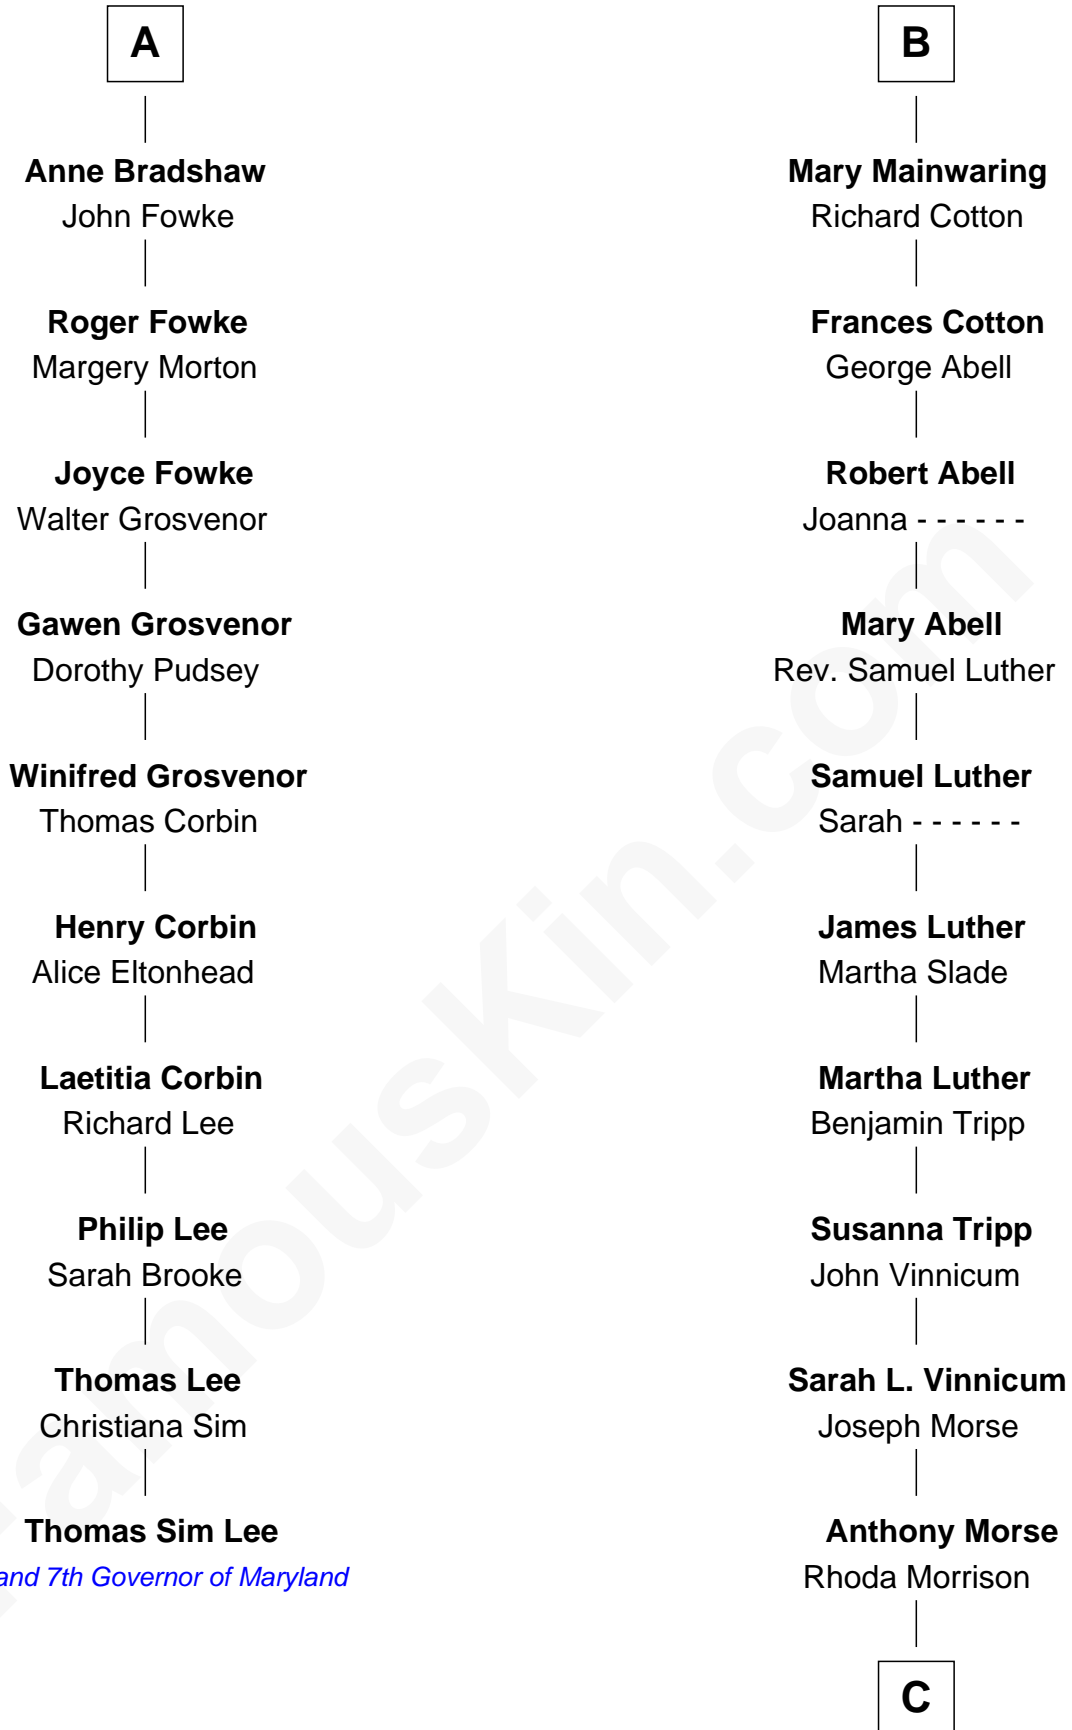 A
Anne Bradshaw
John Fowke
Roger Fowke
Margery Morton
Joyce Fowke
Walter Grosvenor
Gawen Grosvenor
Dorothy Pudsey
Winifred Grosvenor
Thomas Corbin
Henry Corbin
Alice Eltonhead
Laetitia Corbin
Richard Lee
Philip Lee
Sarah Brooke
Thomas Lee
Christiana Sim
Thomas Sim Lee
and 7th Governor of Maryland
B
Mary Mainwaring
Richard Cotton
Frances Cotton
George Abell
Robert Abell
Joanna - - - - - -
Mary Abell
Rev. Samuel Luther
Samuel Luther
Sarah - - - - - -
James Luther
Martha Slade
Martha Luther
Benjamin Tripp
Susanna Tripp
John Vinnicum
Sarah L. Vinnicum
Joseph Morse
Anthony Morse
Rhoda Morrison
C
FamousKin.com